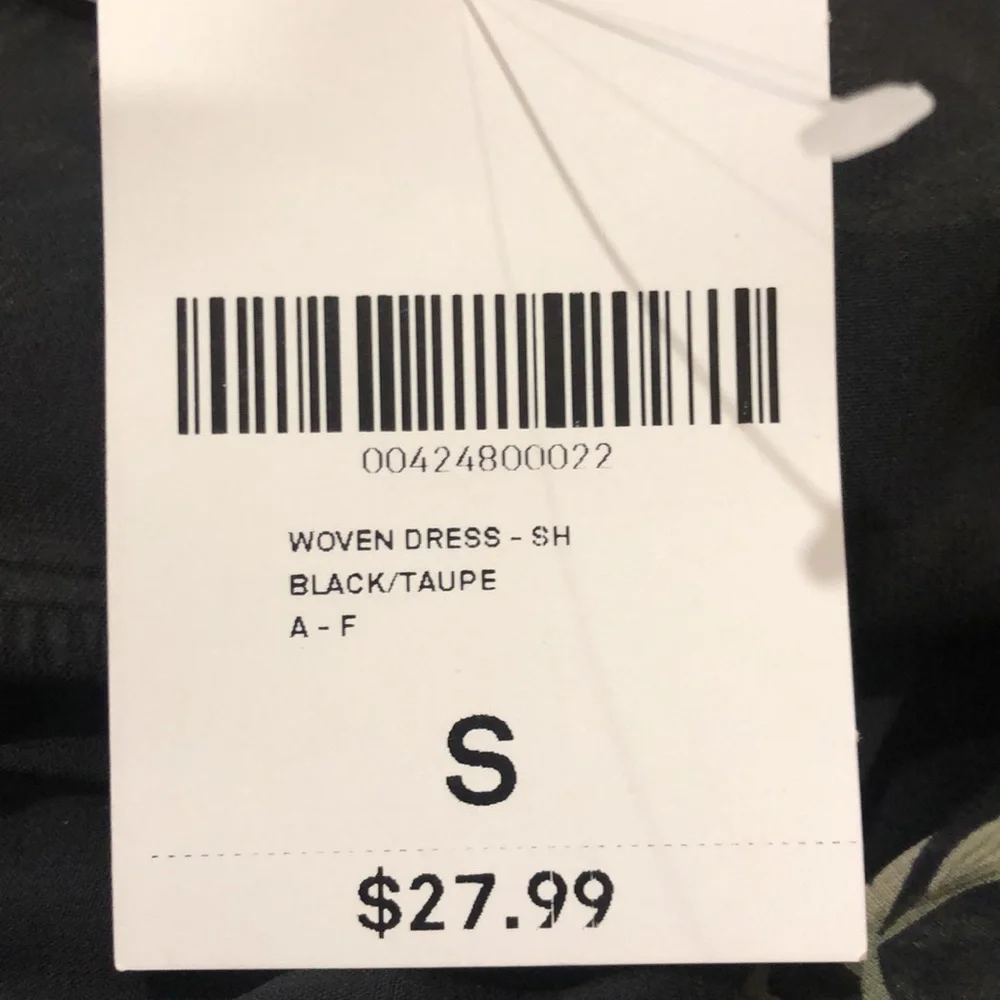 00424800022
WOVEN DRESS - SH
BLACK/TAUPE
A - F
S
$27.99